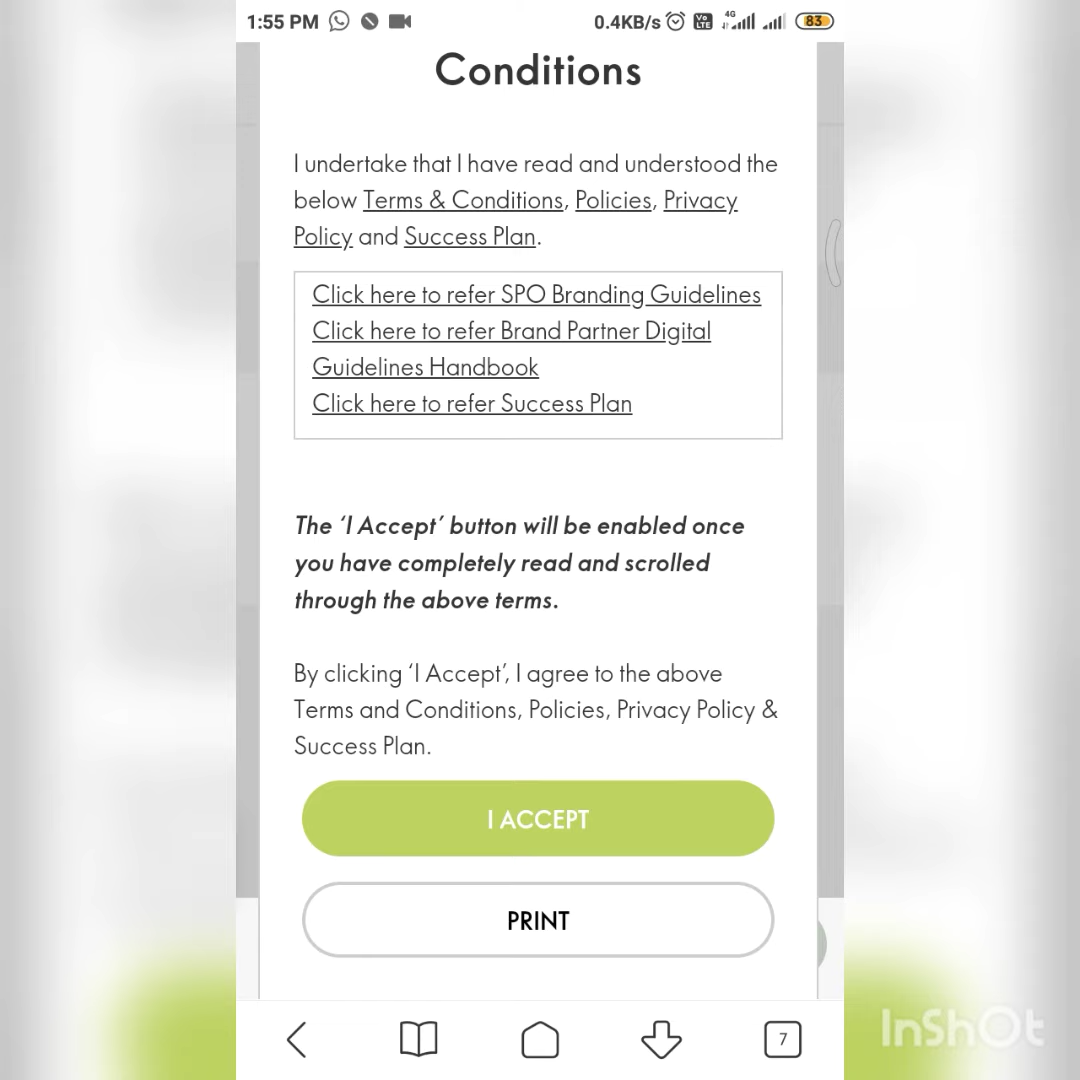 1:55 PM 0.4KB/s Vo LTE 4G 83
Conditions
I undertake that I have read and understood the
below Terms & Conditions, Policies, Privacy
Policy and Success Plan.
Click here to refer SPO Branding Guidelines
Click here to refer Brand Partner Digital
Guidelines Handbook
Click here to refer Success Plan
The ‘I Accept’ button will be enabled once
you have completely read and scrolled
through the above terms.
By clicking ‘I Accept’, I agree to the above
Terms and Conditions, Policies, Privacy Policy &
Success Plan.
I ACCEPT
PRINT
7
InShOt